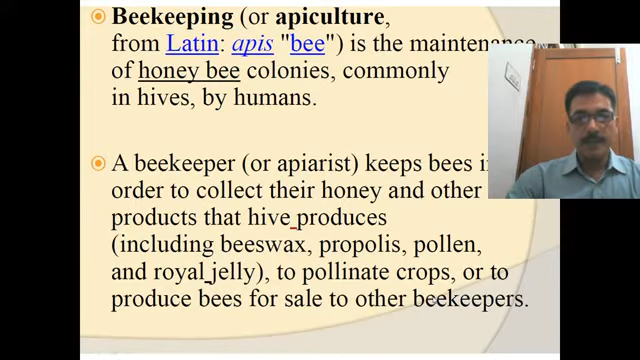 Beekeeping (or apiculture,
from Latin: apis "bee") is the maintenance
of honey bee colonies, commonly
in hives, by humans.
A beekeeper (or apiarist) keeps bees in
order to collect their honey and other
products that hive produces
(including beeswax, propolis, pollen,
and royal jelly), to pollinate crops, or to
produce bees for sale to other beekeepers.